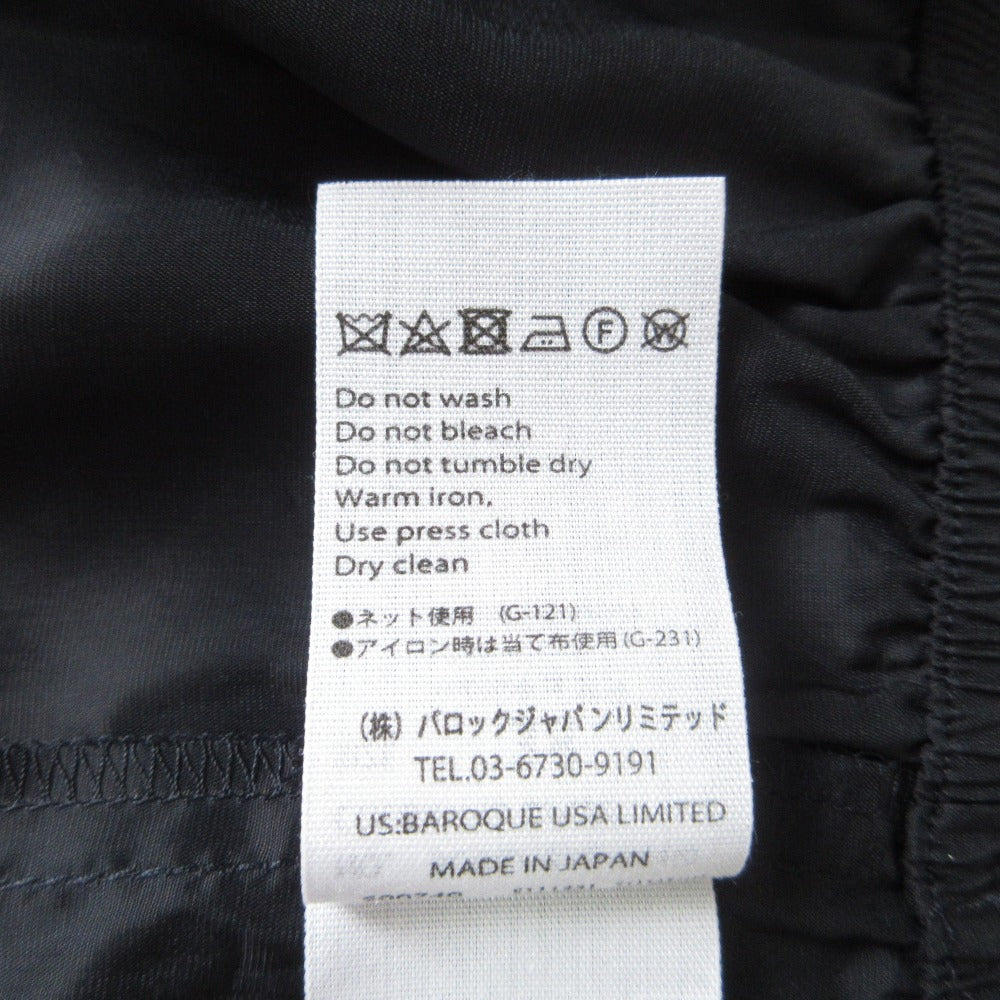 F W
Do not wash
Do not bleach
Do not tumble dry
Warm iron.
Use press cloth
Dry clean
●ネット使用 (G-121)
●アイロン時は当て布使用(G-231)
(株) バロックジャパンリミテッド
TEL.03-6730-9191
US:BAROQUE USA LIMITED
MADE IN JAPAN